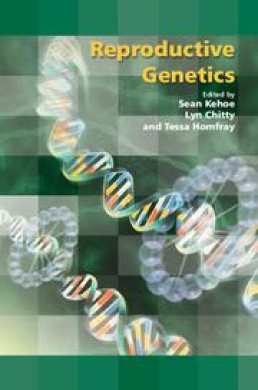 Reproductive
Genetics
Edited by
Sean Kehoe
Lyn Chitty
and Tessa Homfray